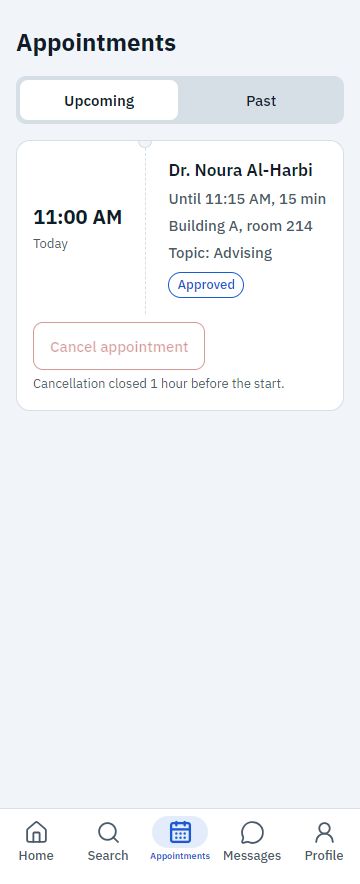 Appointments
Upcoming
Past
11:00 AM
Today
Dr. Noura Al-Harbi
Until 11:15 AM, 15 min
Building A, room 214
Topic: Advising
Approved
Cancel appointment
Cancellation closed 1 hour before the start.
Home
Search
Appointments
Messages
Profile